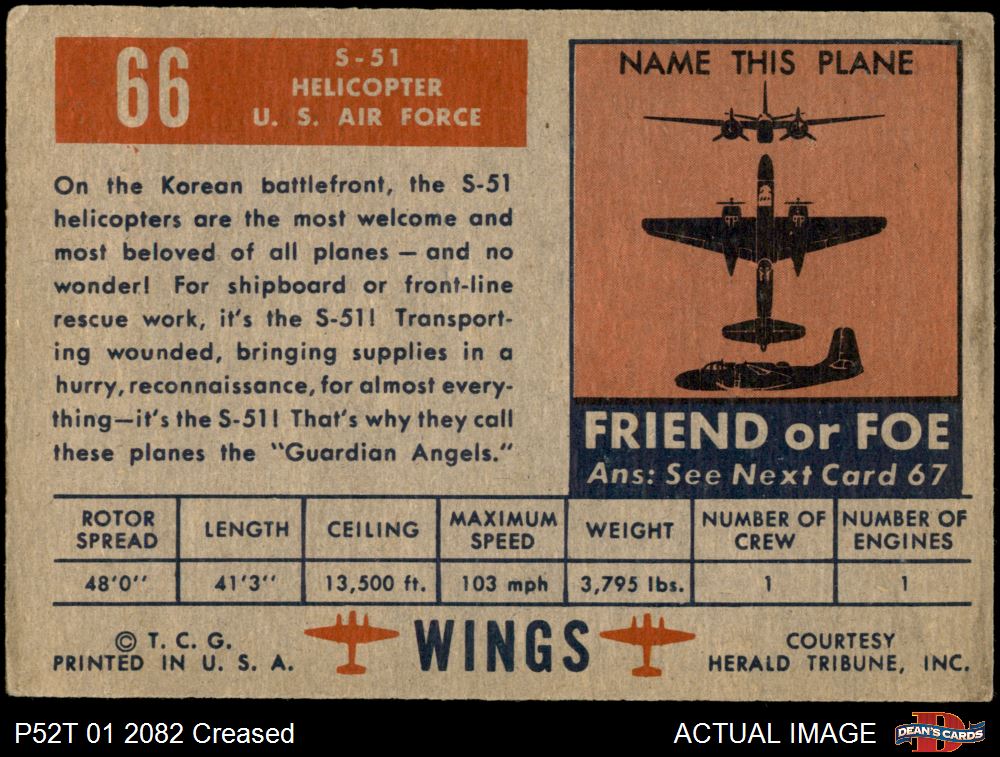 66
S-51
HELICOPTER
U. S. AIR FORCE
On the Korean battlefront, the S-51
helicopters are the most welcome and
most beloved of all planes — and no
wonder! For shipboard or front-line
rescue work, it's the S-51! Transport-
ing wounded, bringing supplies in a
hurry, reconnaissance, for almost every-
thing—it's the S-51! That's why they call
these planes the "Guardian Angels."
NAME THIS PLANE
FRIEND or FOE
Ans: See Next Card 67
ROTOR SPREAD LENGTH CEILING MAXIMUM SPEED WEIGHT NUMBER OF CREW NUMBER OF ENGINES
48'0" 41'3" 13,500 ft. 103 mph 3,795 lbs. 1 1
© T. C. G.
PRINTED IN U. S. A.
WINGS
COURTESY
HERALD TRIBUNE, INC.
P52T 01 2082 Creased
ACTUAL IMAGE
D
DEAN'S CARDS